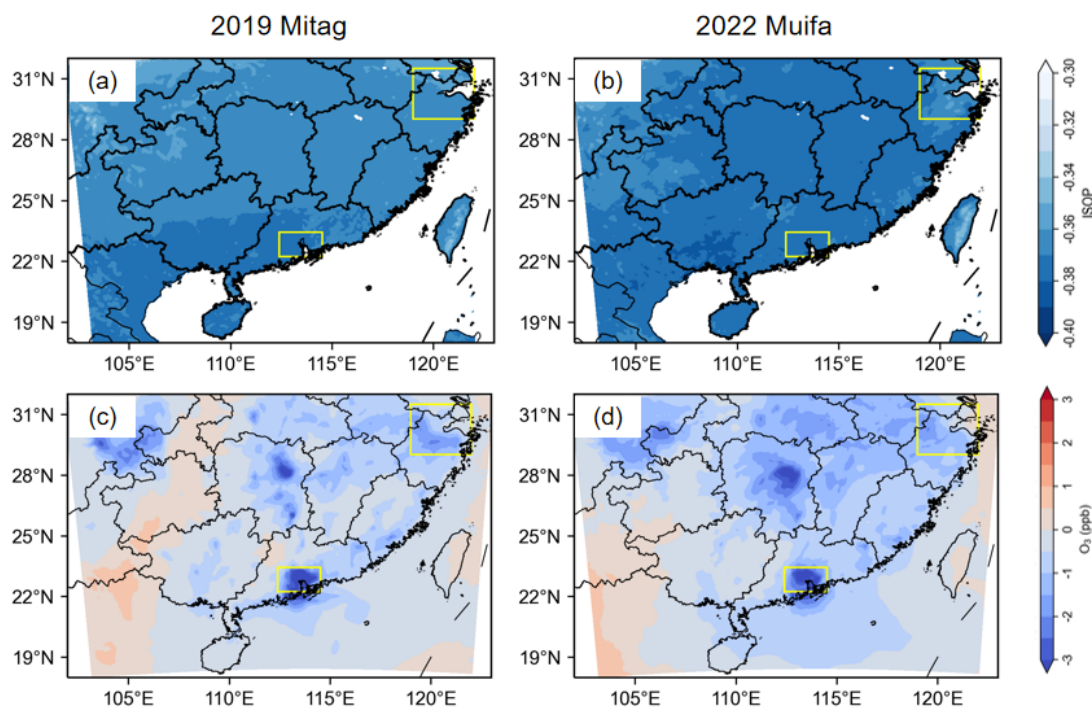 2019 Mitag
2022 Muifa
(a)
31°N
28°N
25°N
22°N
19°N
105°E 110°E 115°E 120°E
(b)
31°N
28°N
25°N
22°N
19°N
105°E 110°E 115°E 120°E
-0.30
-0.32
-0.34
-0.36
-0.38
-0.40
ISOP
(c)
31°N
28°N
25°N
22°N
19°N
105°E 110°E 115°E 120°E
(d)
31°N
28°N
25°N
22°N
19°N
105°E 110°E 115°E 120°E
3
2
1
0
-1
-2
-3
O₃ (ppb)